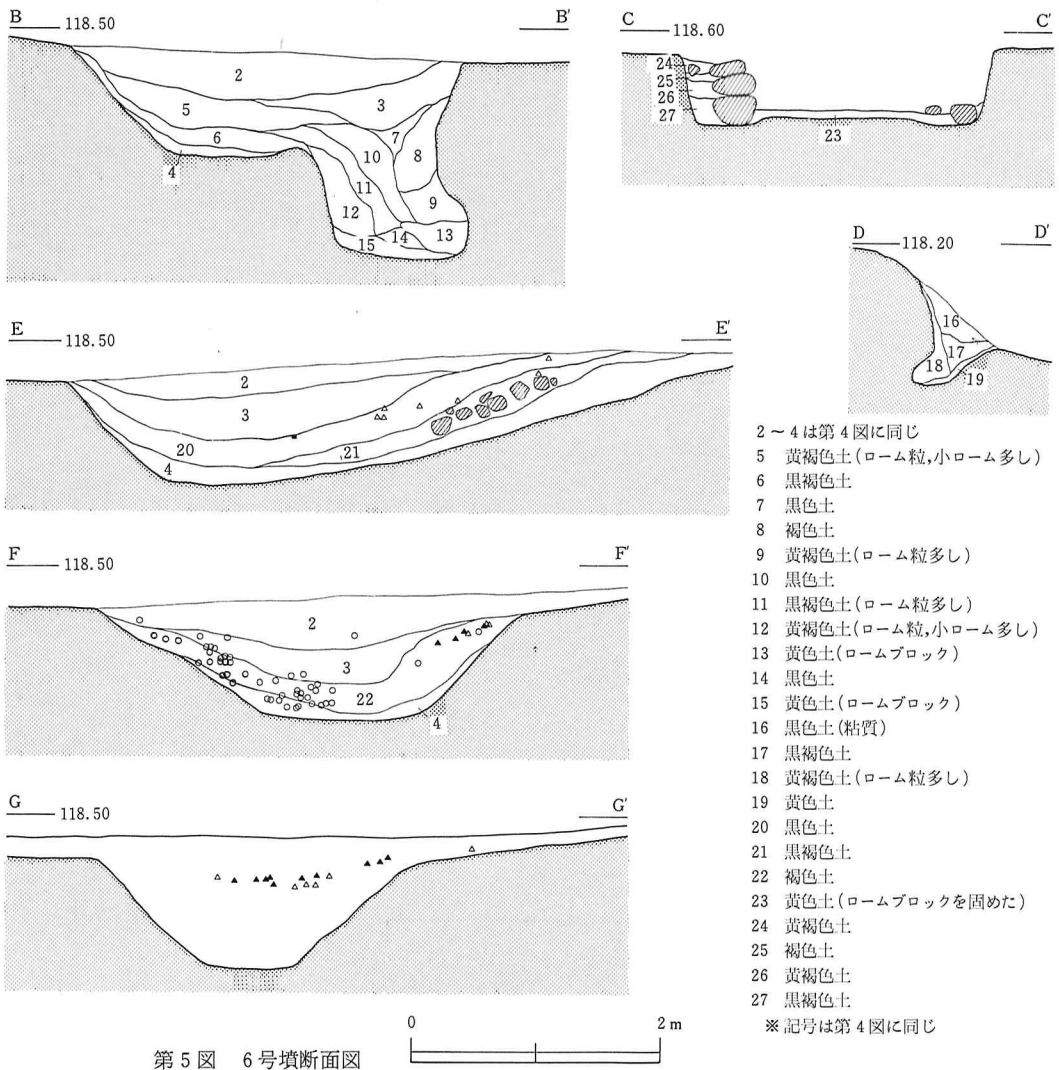 B 118.50 B'
2
3
5
6
7
10
8
4
11
9
12
13
14
15
C 118.60 C'
24
25
26
27
23
D 118.20 D'
16
17
18
19
E 118.50 E'
2
3
20
21
4
F 118.50 F'
2
3
22
4
G 118.50 G'
2～4は第4図に同じ
5 黄褐色土(ローム粒,小ローム多し)
6 黒褐色土
7 黒色土
8 褐色土
9 黄褐色土(ローム粒多し)
10 黒色土
11 黒褐色土(ローム粒多し)
12 黄褐色土(ローム粒,小ローム多し)
13 黄色土(ロームブロック)
14 黒色土
15 黄色土(ロームブロック)
16 黒色土(粘質)
17 黒褐色土
18 黄褐色土(ローム粒多し)
19 黄色土
20 黒色土
21 黒褐色土
22 褐色土
23 黄色土(ロームブロックを固めた)
24 黄褐色土
25 褐色土
26 黄褐色土
27 黒褐色土
※記号は第4図に同じ
0 2m
第5図 6号墳断面図